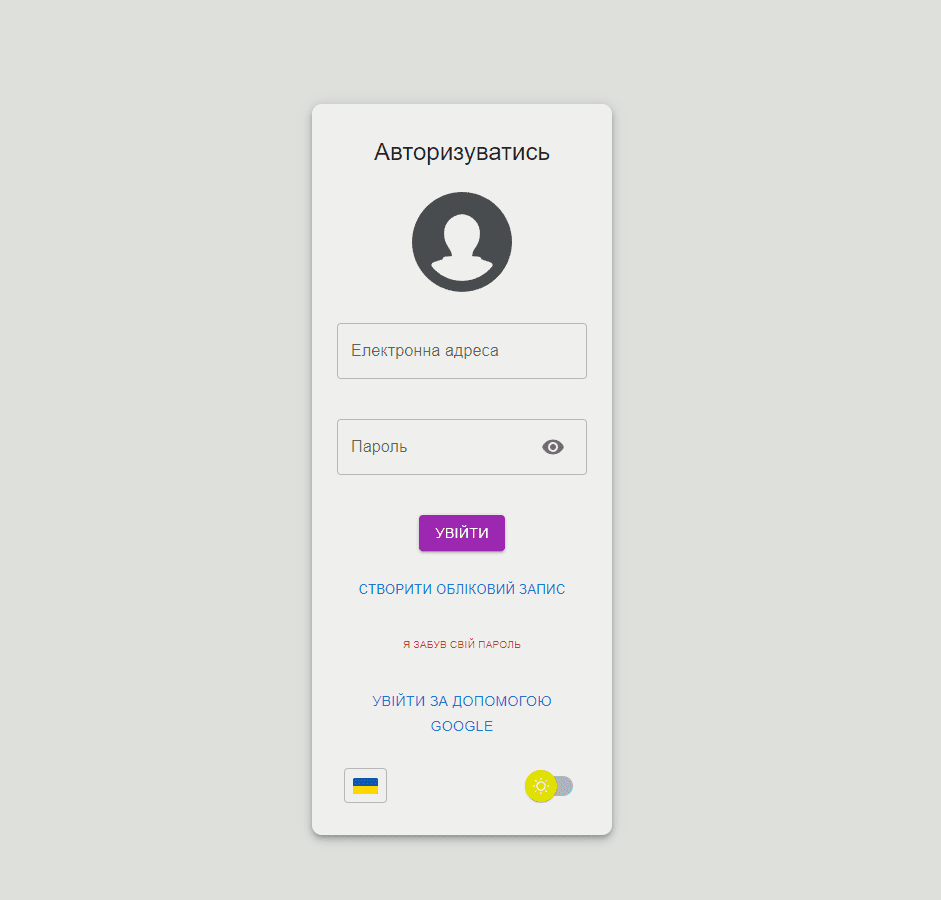 Авторизуватись
Електронна адреса
Пароль
УВІЙТИ
СТВОРИТИ ОБЛІКОВИЙ ЗАПИС
Я ЗАБУВ СВІЙ ПАРОЛЬ
УВІЙТИ ЗА ДОПОМОГОЮ
GOOGLE